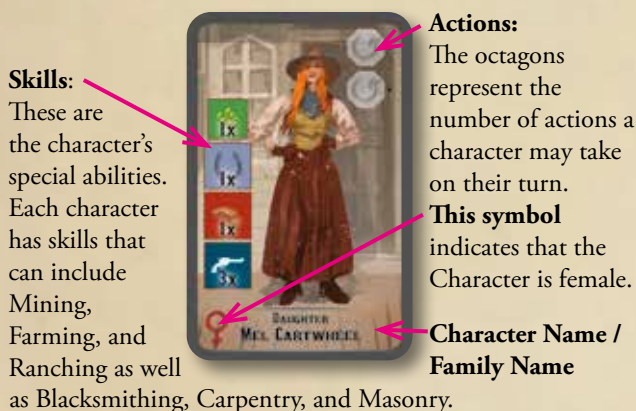 Skills:
These are
the character's
special abilities.
Each character
has skills that
can include
Mining,
Farming, and
Ranching as well
as Blacksmithing, Carpentry, and Masonry.
1x
1x
1x
3x
Daughter
Mel Cartwheel
Actions:
The octagons
represent the
number of actions a
character may take
on their turn.
This symbol
indicates that the
Character is female.
Character Name /
Family Name